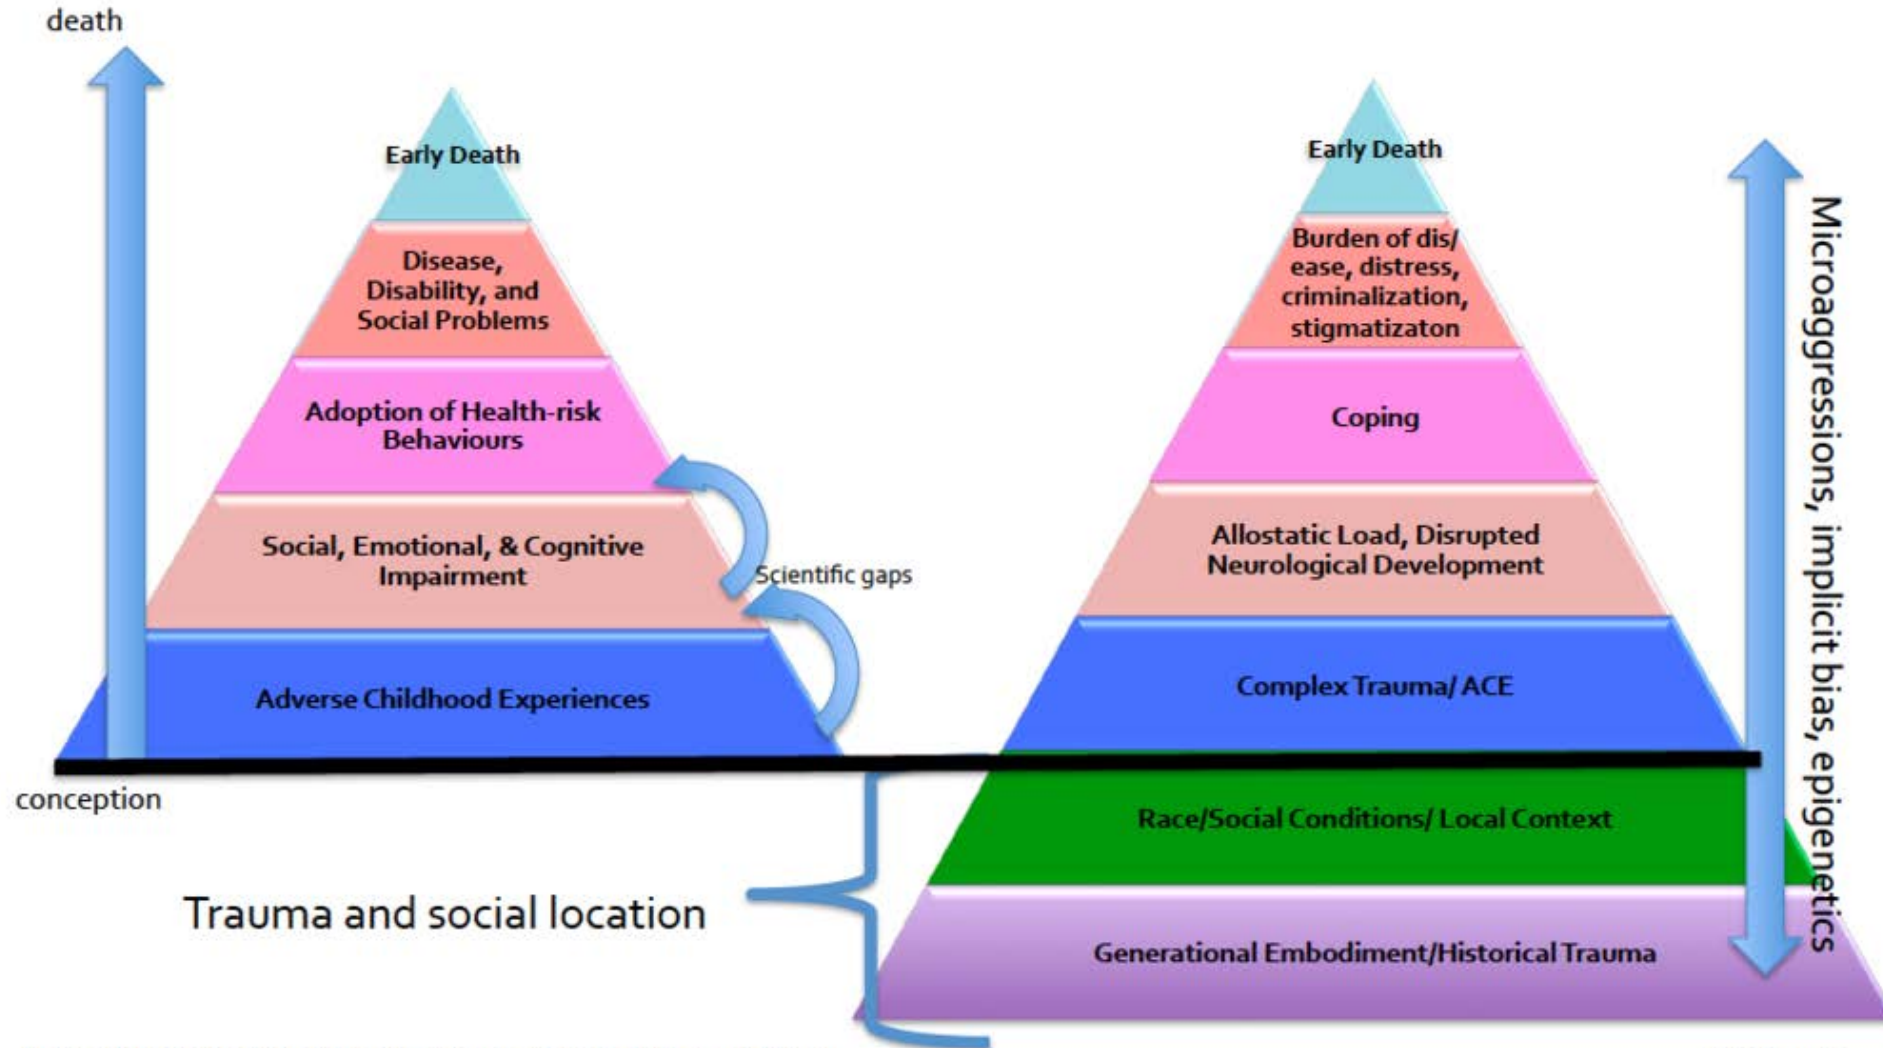 death
Early Death
Disease,
Disability, and
Social Problems
Adoption of Health-risk
Behaviours
Social, Emotional, & Cognitive
Impairment
Scientific gaps
Adverse Childhood Experiences
conception
Trauma and social location
Early Death
Burden of dis/
ease, distress,
criminalization,
stigmatizaton
Coping
Allostatic Load, Disrupted
Neurological Development
Complex Trauma/ ACE
Race/Social Conditions/ Local Context
Generational Embodiment/Historical Trauma
Microaggressions, implicit bias, epigenetics